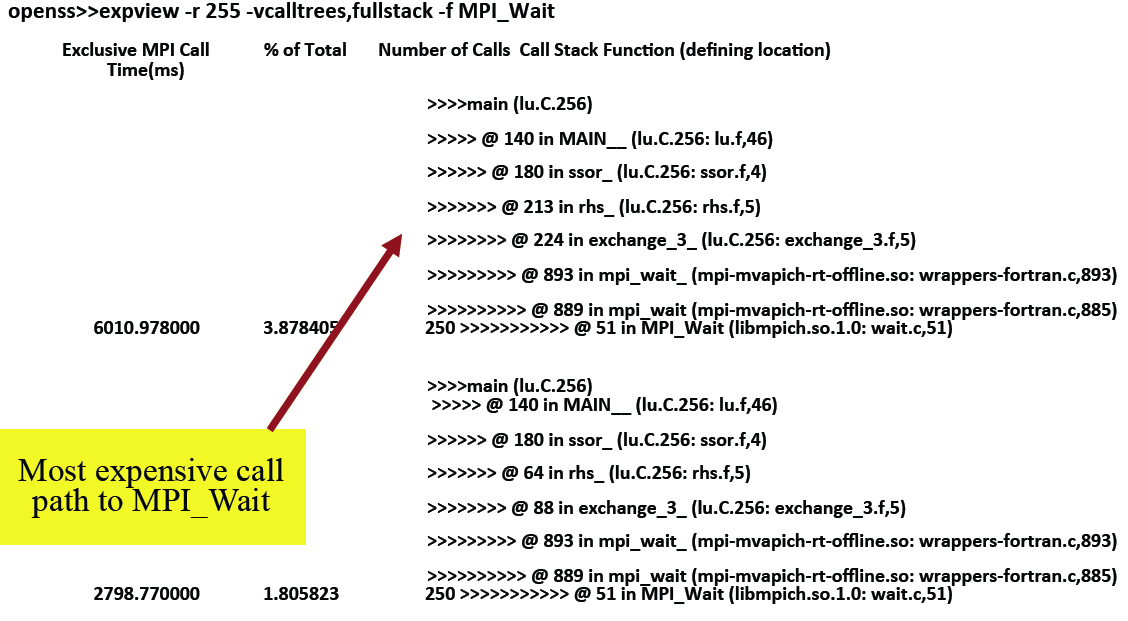 openss>>expview -r 255 -vcalltrees,fullstack -f MPI_Wait
Exclusive MPI Call % of Total Number of Calls Call Stack Function (defining location)
Time(ms)
>>>>main (lu.C.256)
>>>>> @ 140 in MAIN__ (lu.C.256: lu.f,46)
>>>>>> @ 180 in ssor_ (lu.C.256: ssor.f,4)
>>>>>>> @ 213 in rhs_ (lu.C.256: rhs.f,5)
>>>>>>>> @ 224 in exchange_3_ (lu.C.256: exchange_3.f,5)
>>>>>>>>> @ 893 in mpi_wait_ (mpi-mvapich-rt-offline.so: wrappers-fortran.c,893)
>>>>>>>>>> @ 889 in mpi_wait (mpi-mvapich-rt-offline.so: wrappers-fortran.c,885)
6010.978000 3.878405 250 >>>>>>>>>>> @ 51 in MPI_Wait (libmpich.so.1.0: wait.c,51)
>>>>main (lu.C.256)
>>>>> @ 140 in MAIN__ (lu.C.256: lu.f,46)
>>>>>> @ 180 in ssor_ (lu.C.256: ssor.f,4)
>>>>>>> @ 64 in rhs_ (lu.C.256: rhs.f,5)
>>>>>>>> @ 88 in exchange_3_ (lu.C.256: exchange_3.f,5)
>>>>>>>>> @ 893 in mpi_wait_ (mpi-mvapich-rt-offline.so: wrappers-fortran.c,893)
>>>>>>>>>> @ 889 in mpi_wait (mpi-mvapich-rt-offline.so: wrappers-fortran.c,885)
2798.770000 1.805823 250 >>>>>>>>>>> @ 51 in MPI_Wait (libmpich.so.1.0: wait.c,51)
Most expensive call
path to MPI_Wait